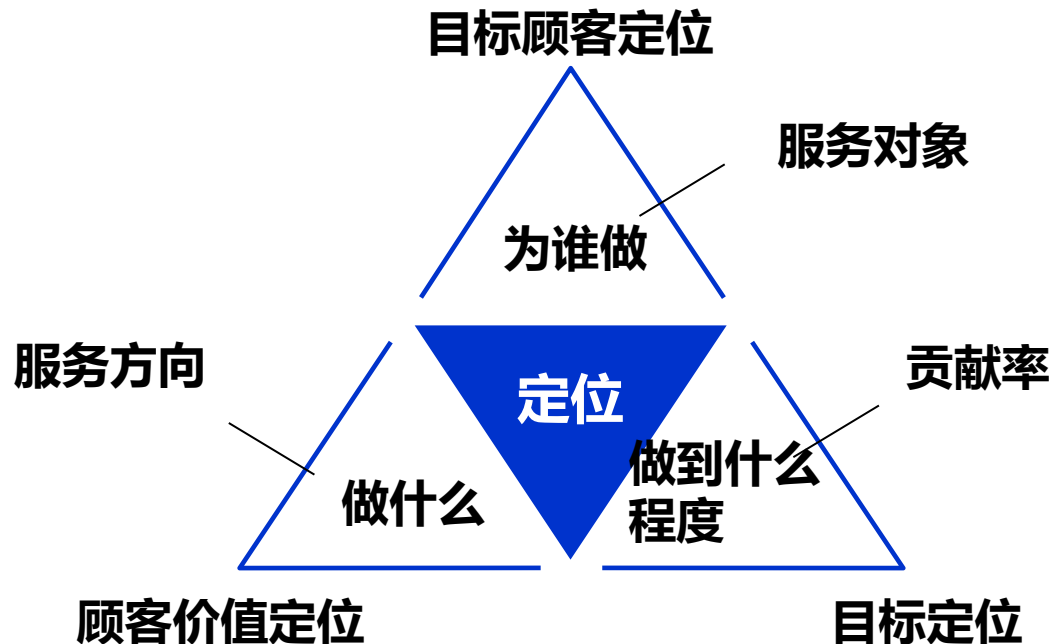 目标顾客定位
服务对象
为谁做
服务方向
贡献率
定位
做到什么
程度
做什么
顾客价值定位
目标定位